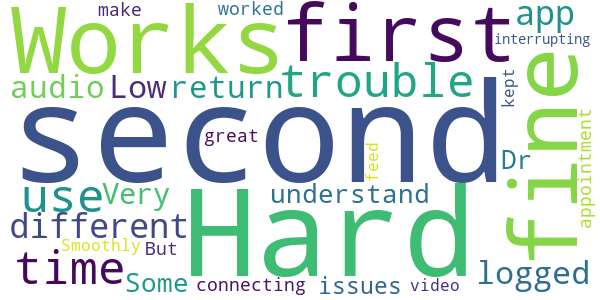 make
worked
Works
first
app
interrupting
audio
Low
return
trouble
kept
fine
appointment
second
great
feed
Dr
use
Very
understand
different
Hard
Smoothly
But
time
Some
connecting
issues
video
logged